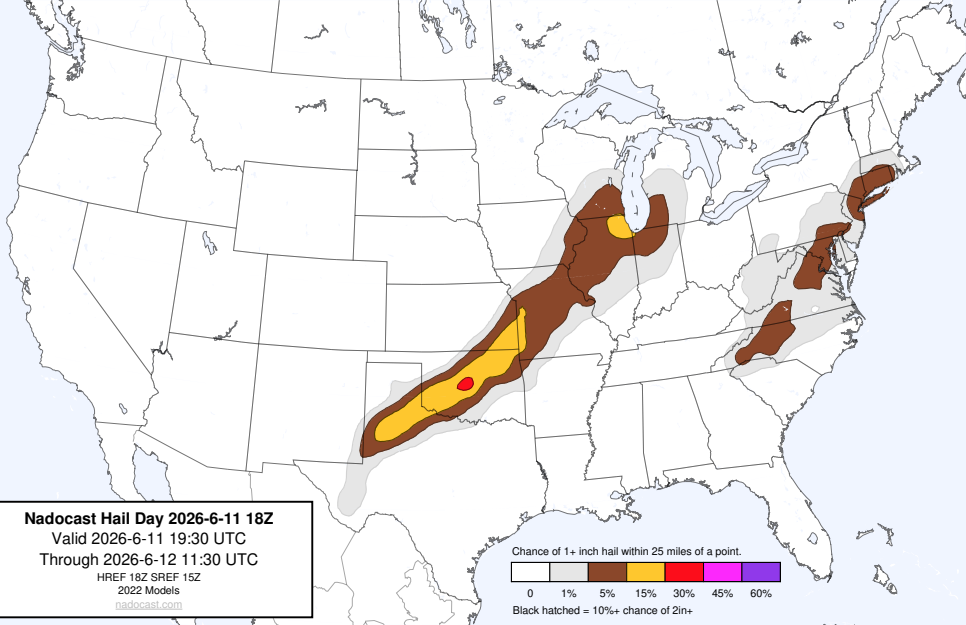 Nadocast Hail Day 2026-6-11 18Z
Valid 2026-6-11 19:30 UTC
Through 2026-6-12 11:30 UTC
HREF 18Z SREF 15Z
2022 Models
nadocast.com
Chance of 1+ inch hail within 25 miles of a point.
0 1% 5% 15% 30% 45% 60%
Black hatched = 10%+ chance of 2in+